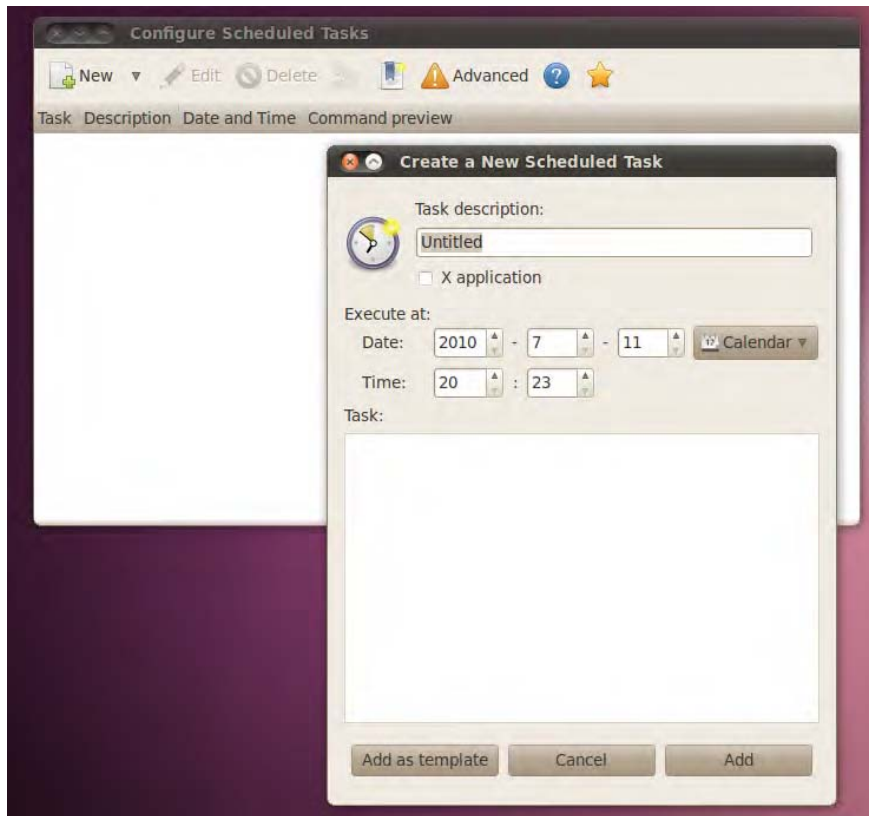 Configure Scheduled Tasks
New Edit Delete Advanced
Task Description Date and Time Command preview
Create a New Scheduled Task
Task description:
Untitled
X application
Execute at:
Date: 2010 - 7 - 11 Calendar
Time: 20 : 23
Task:
Add as template Cancel Add